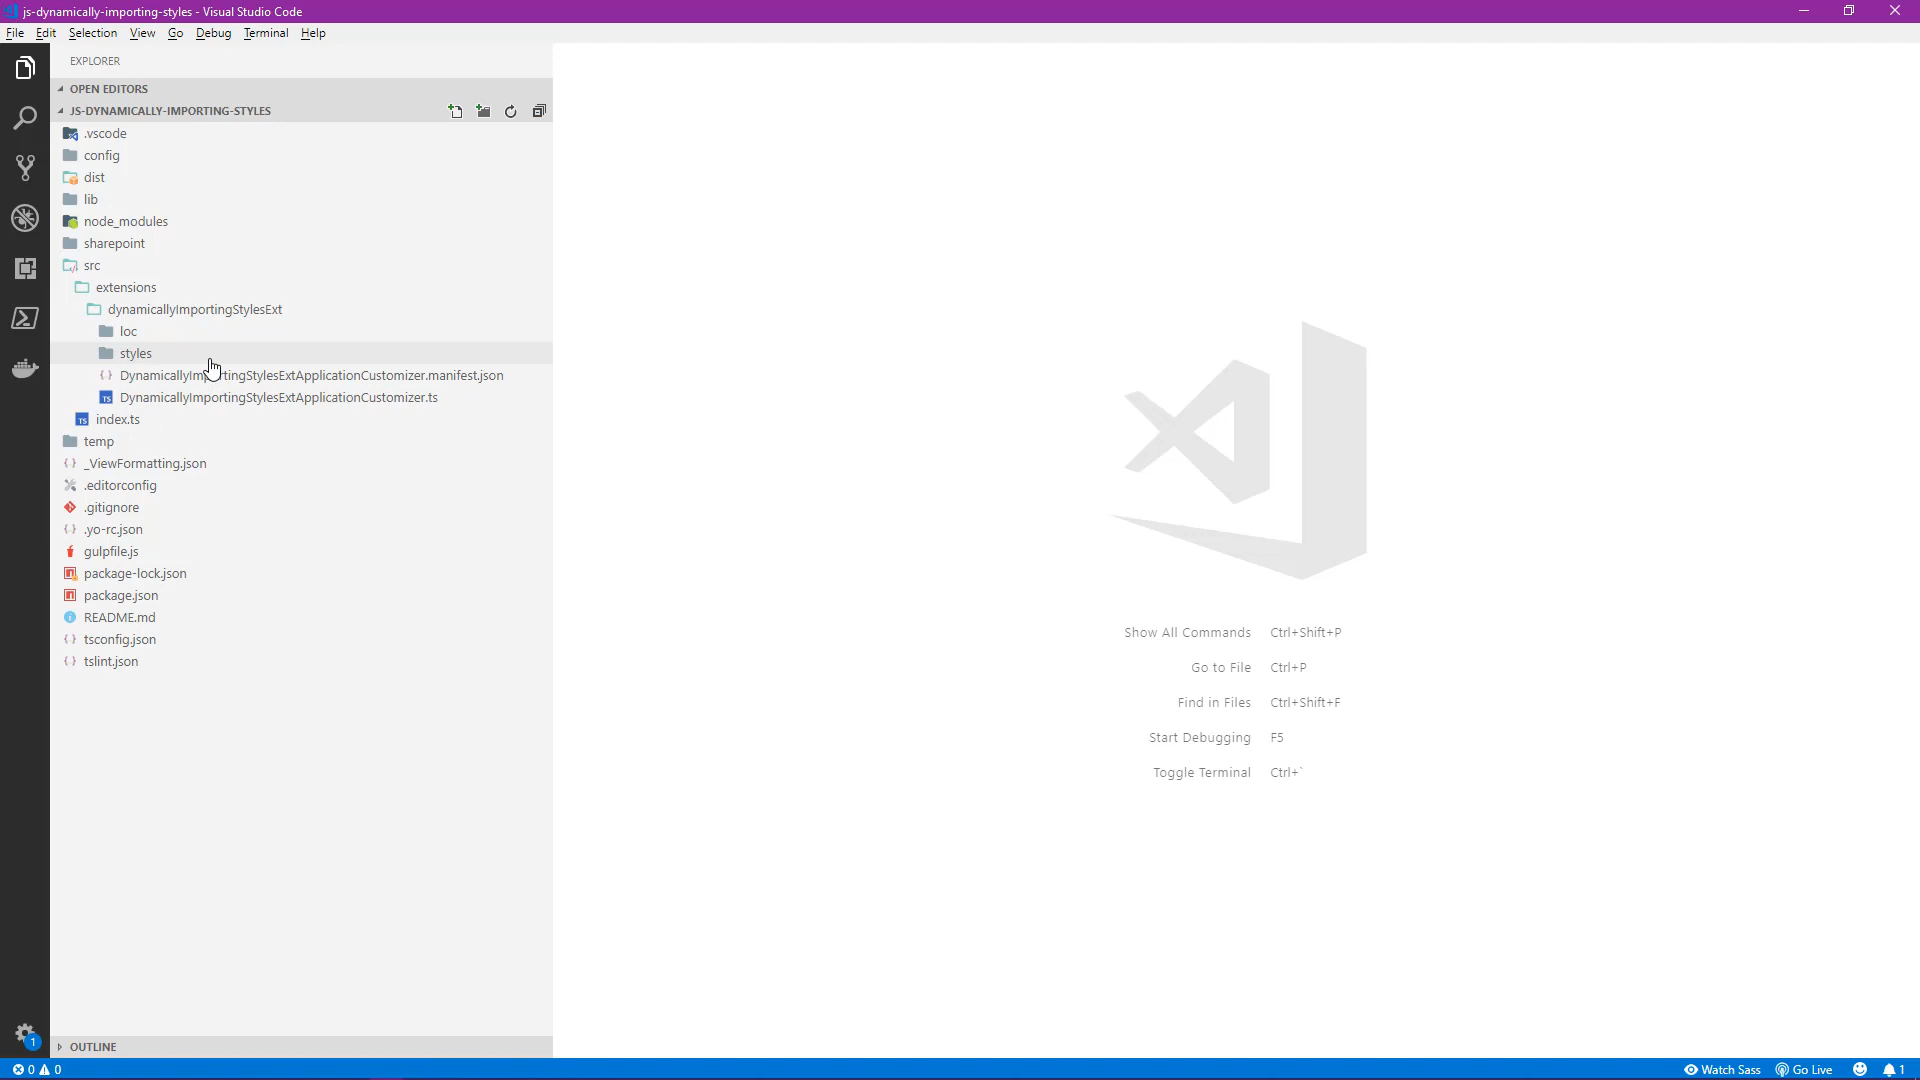 js-dynamically-importing-styles - Visual Studio Code
File Edit Selection View Go Debug Terminal Help
EXPLORER
OPEN EDITORS
JS-DYNAMICALLY-IMPORTING-STYLES
.vscode
config
dist
lib
node_modules
sharepoint
src
extensions
dynamicallyImportingStylesExt
loc
styles
DynamicallyImportingStylesExtApplicationCustomizer.manifest.json
DynamicallyImportingStylesExtApplicationCustomizer.ts
index.ts
temp
_ViewFormatting.json
.editorconfig
.gitignore
.yo-rc.json
gulpfile.js
package-lock.json
package.json
README.md
tsconfig.json
tslint.json
Show All Commands Ctrl+Shift+P
Go to File Ctrl+P
Find in Files Ctrl+Shift+F
Start Debugging F5
Toggle Terminal Ctrl+`
1
OUTLINE
0 0 Watch Sass Go Live 1